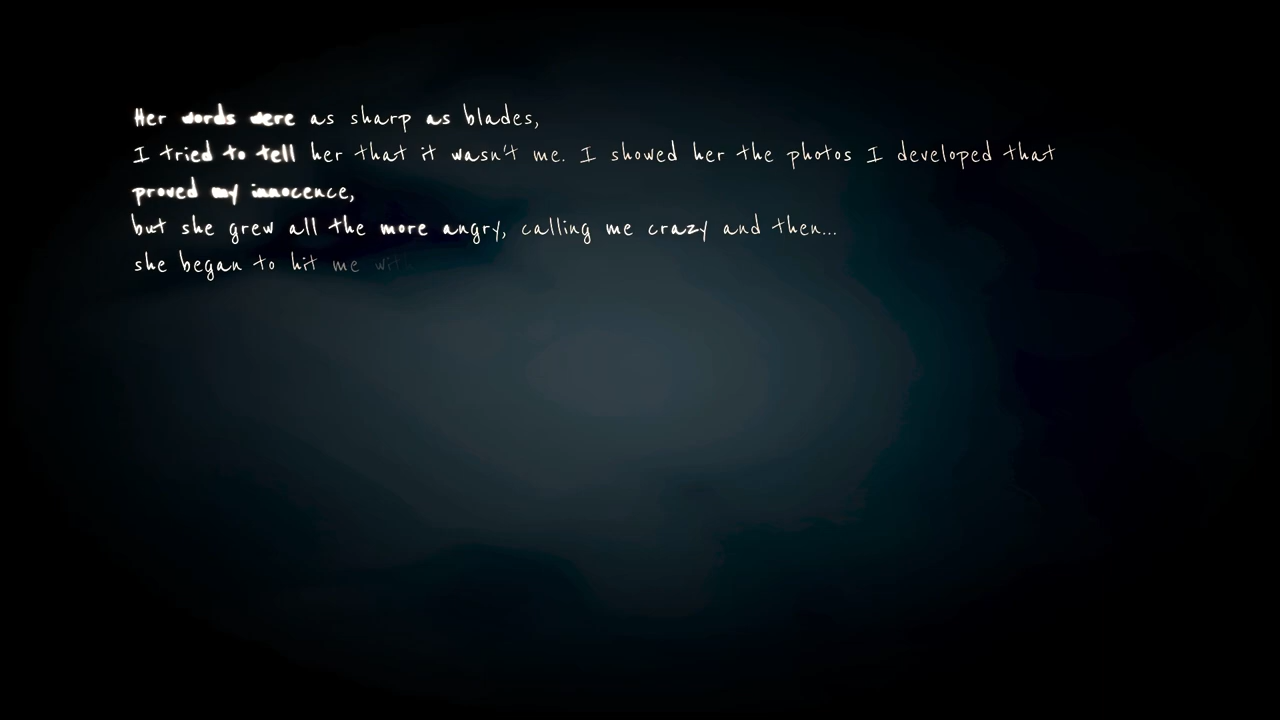 Her words were as sharp as blades,
I tried to tell her that it wasn't me. I showed her the photos I developed that
proved my innocence,
but she grew all the more angry, calling me crazy and then...
she began to hit me